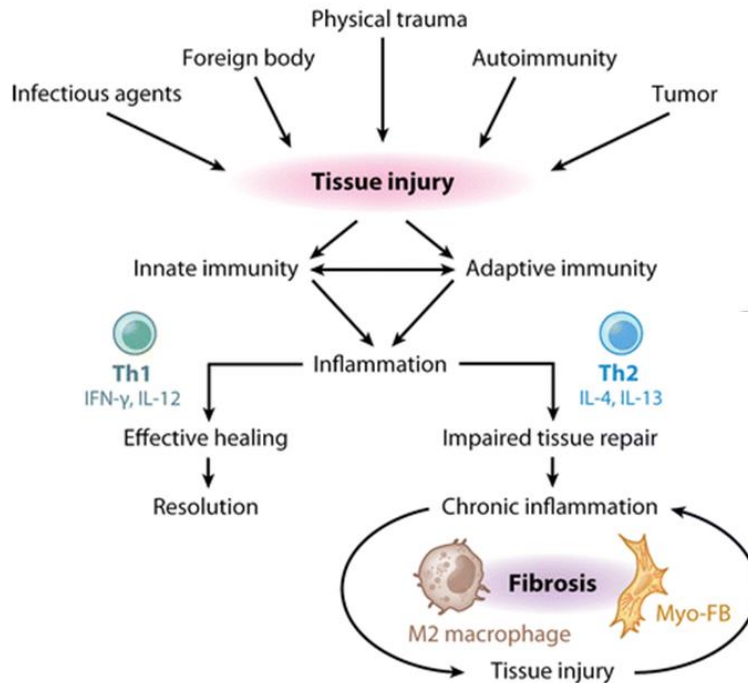 Physical trauma
Foreign body
Autoimmunity
Infectious agents
Tumor
Tissue injury
Innate immunity
Adaptive immunity
Th1
IFN-γ, IL-12
Inflammation
Th2
IL-4, IL-13
Effective healing
Impaired tissue repair
Resolution
Chronic inflammation
Fibrosis
M2 macrophage
Myo-FB
Tissue injury